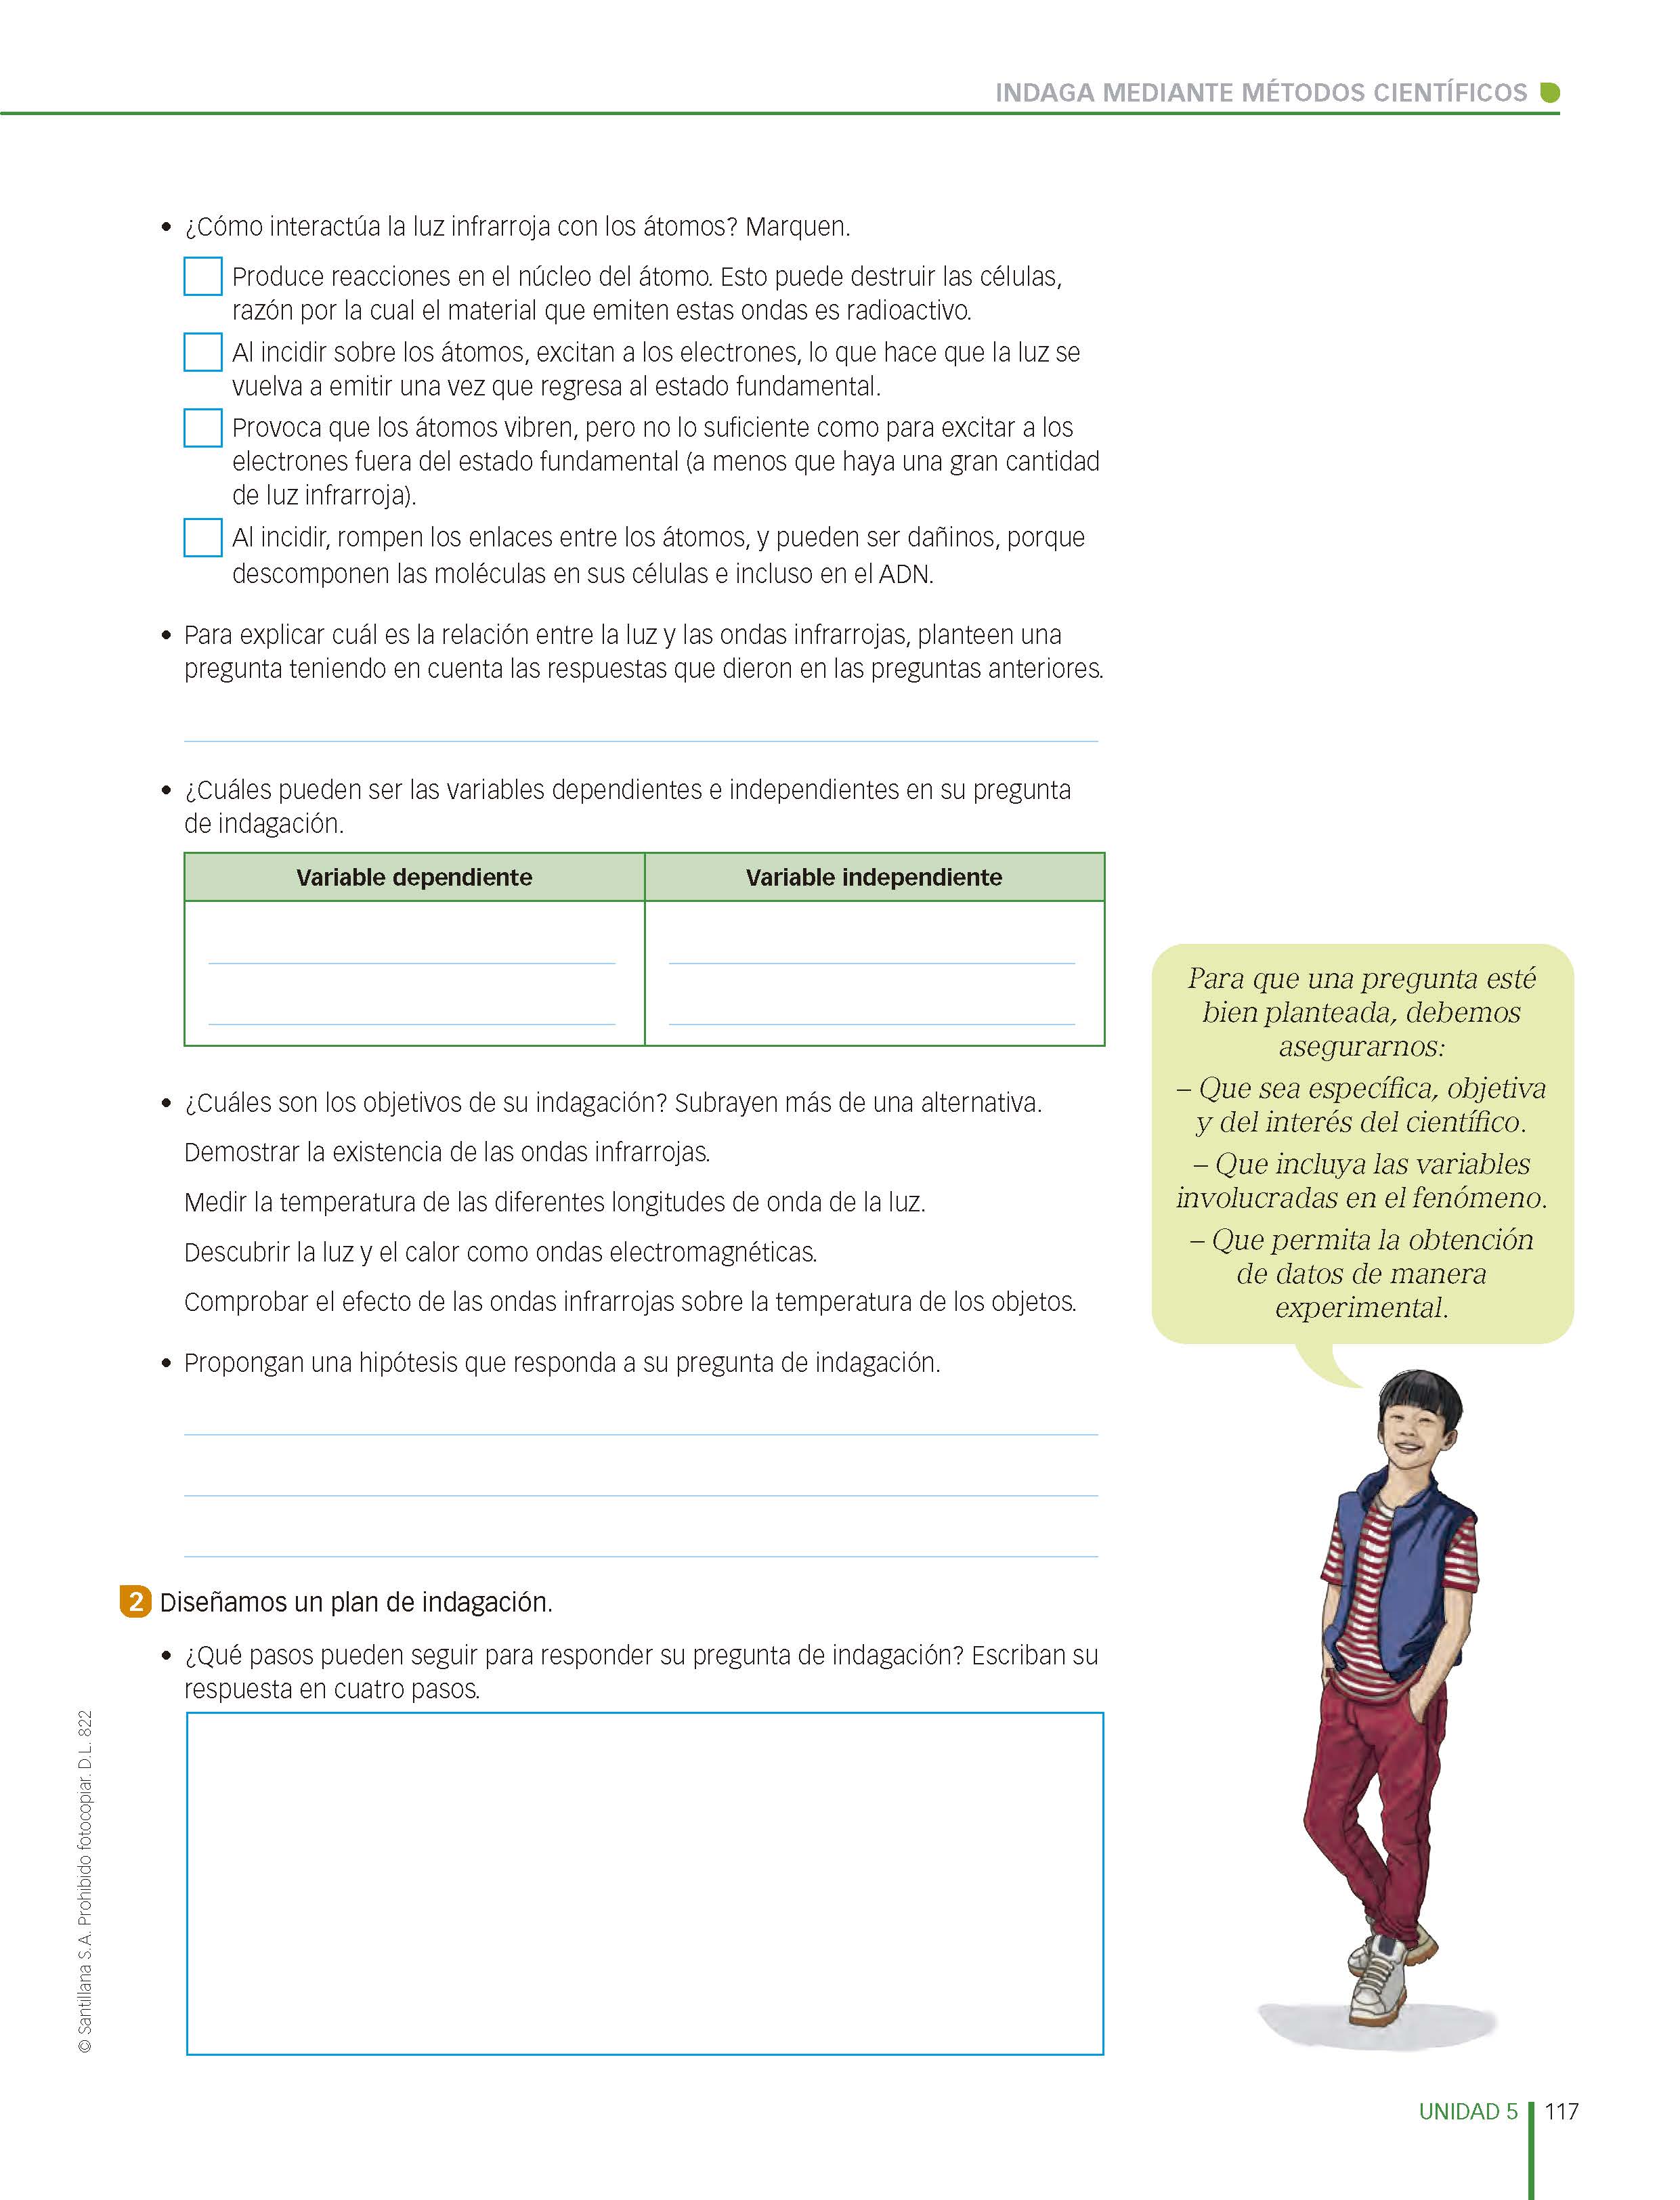 INDAGA MEDIANTE MÉTODOS CIENTÍFICOS
• ¿Cómo interactúa la luz infrarroja con los átomos? Marquen.
Produce reacciones en el núcleo del átomo. Esto puede destruir las células,
razón por la cual el material que emiten estas ondas es radioactivo.
Al incidir sobre los átomos, excitan a los electrones, lo que hace que la luz se
vuelva a emitir una vez que regresa al estado fundamental.
Provoca que los átomos vibren, pero no lo suficiente como para excitar a los
electrones fuera del estado fundamental (a menos que haya una gran cantidad
de luz infrarroja).
Al incidir, rompen los enlaces entre los átomos, y pueden ser dañinos, porque
descomponen las moléculas en sus células e incluso en el ADN.
• Para explicar cuál es la relación entre la luz y las ondas infrarrojas, planteen una
pregunta teniendo en cuenta las respuestas que dieron en las preguntas anteriores.
• ¿Cuáles pueden ser las variables dependientes e independientes en su pregunta
de indagación.
Variable dependiente
Variable independiente
• ¿Cuáles son los objetivos de su indagación? Subrayen más de una alternativa.
Demostrar la existencia de las ondas infrarrojas.
Medir la temperatura de las diferentes longitudes de onda de la luz.
Descubrir la luz y el calor como ondas electromagnéticas.
Comprobar el efecto de las ondas infrarrojas sobre la temperatura de los objetos.
• Propongan una hipótesis que responda a su pregunta de indagación.
Para que una pregunta esté
bien planteada, debemos
asegurarnos:
– Que sea específica, objetiva
y del interés del científico.
– Que incluya las variables
involucradas en el fenómeno.
– Que permita la obtención
de datos de manera
experimental.
2 Diseñamos un plan de indagación.
• ¿Qué pasos pueden seguir para responder su pregunta de indagación? Escriban su
respuesta en cuatro pasos.
© Santillana S.A. Prohibido fotocopiar. D.L. 822
UNIDAD 5 117